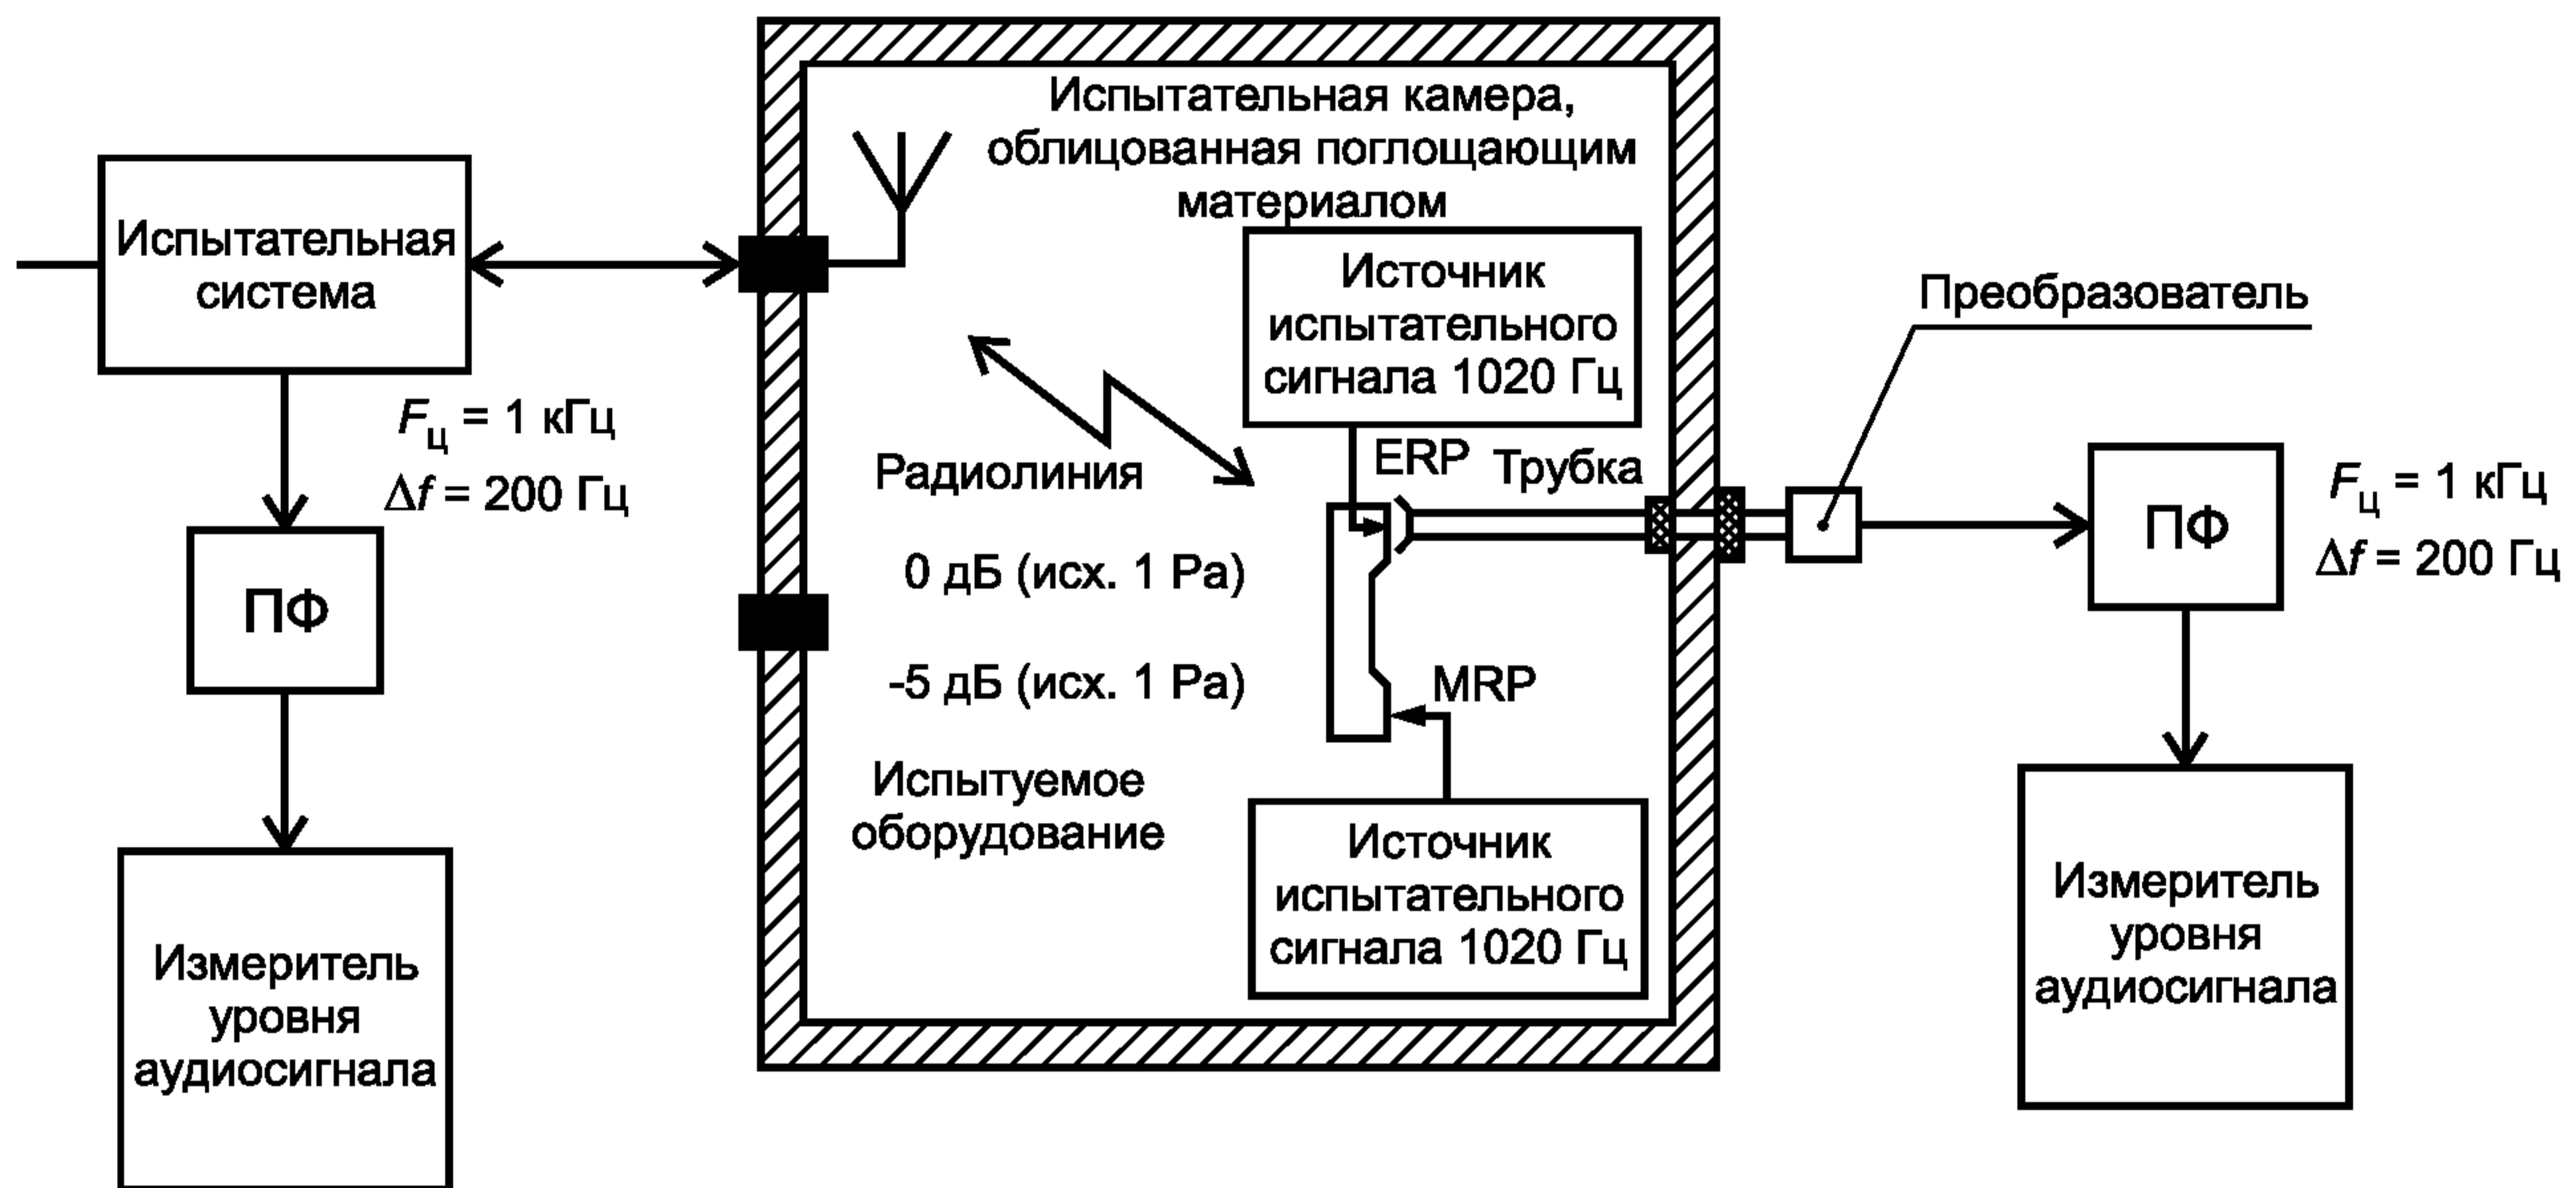 Испытательная
система
F_ц = 1 кГц
Δf = 200 Гц
ПФ
Измеритель
уровня
аудиосигнала
Испытательная камера,
облицованная поглощающим
материалом
Источник
испытательного
сигнала 1020 Гц
ERP
Трубка
Радиолиния
0 дБ (исх. 1 Pa)
-5 дБ (исх. 1 Pa)
MRP
Испытуемое
оборудование
Источник
испытательного
сигнала 1020 Гц
Преобразователь
ПФ
F_ц = 1 кГц
Δf = 200 Гц
Измеритель
уровня
аудиосигнала